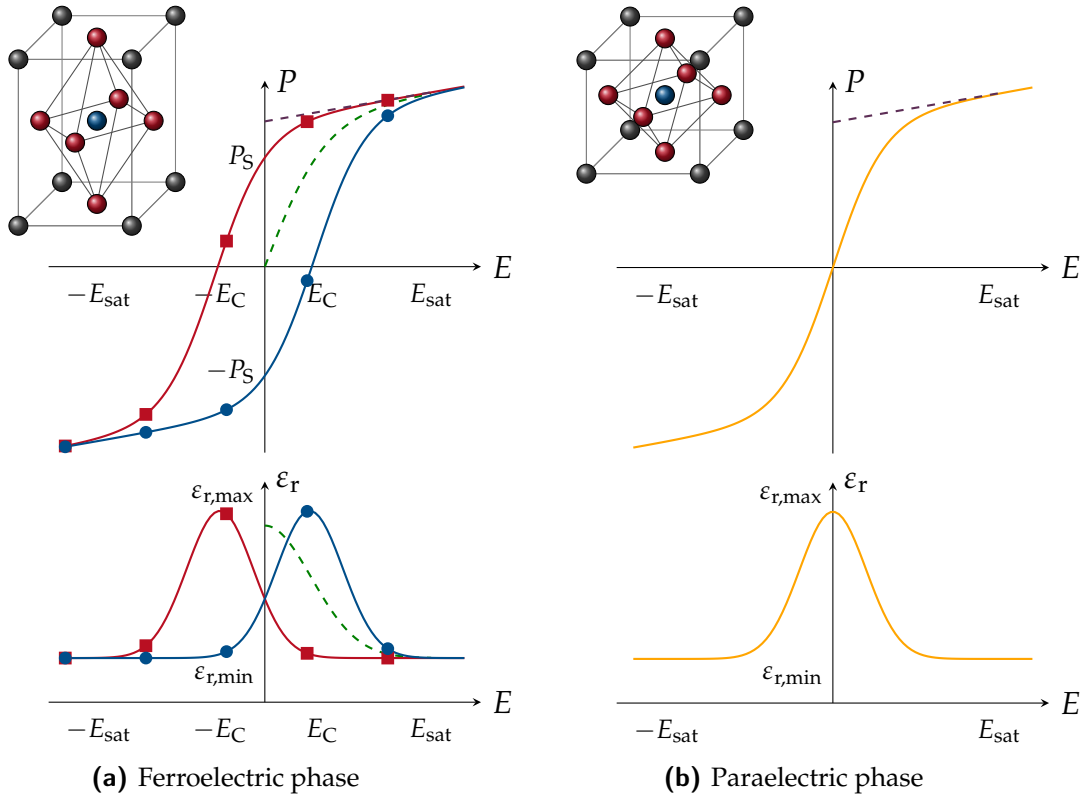 P
P_S
−E_sat −E_C E_C E_sat E
−P_S
ε_r,max ε_r
ε_r,min
E
−E_sat −E_C E_C E_sat
(a) Ferroelectric phase
P
E
−E_sat E_sat
ε_r,max ε_r
ε_r,min
E
−E_sat E_sat
(b) Paraelectric phase